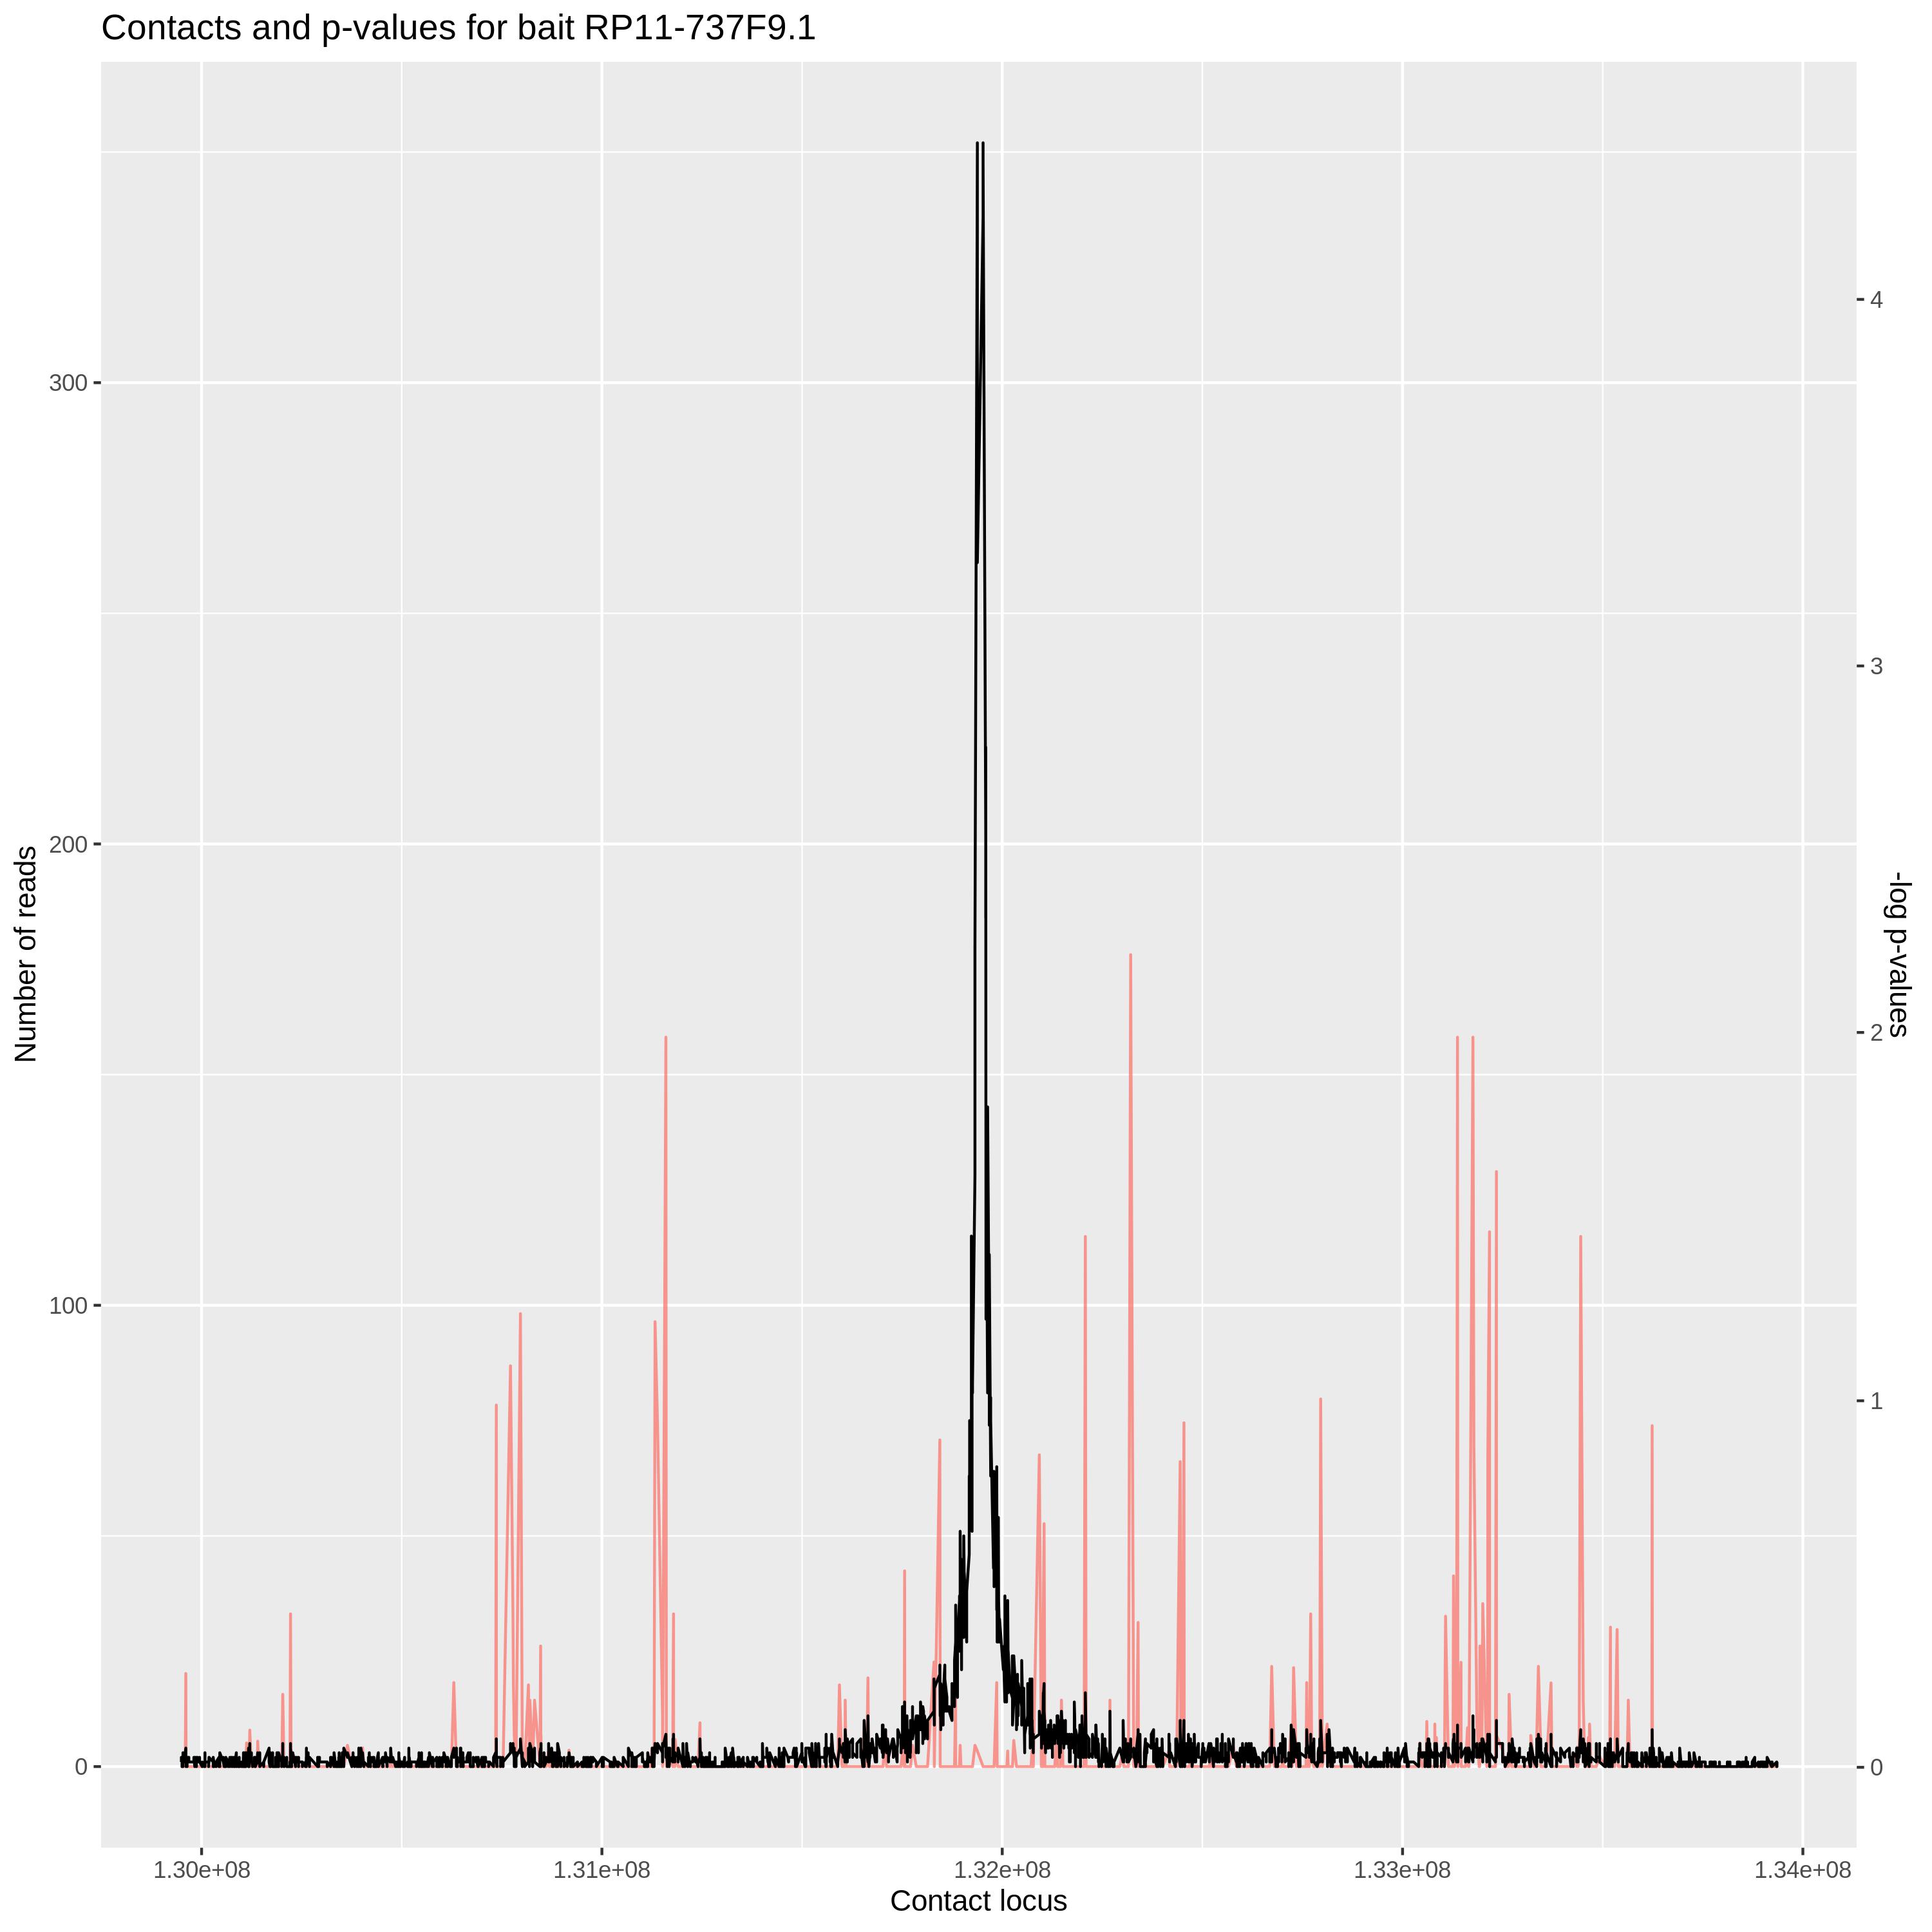 Contacts and p-values for bait RP11-737F9.1
300
200
100
0
Number of reads
4
3
2
1
0
-log p-values
1.30e+08 1.31e+08 1.32e+08 1.33e+08 1.34e+08
Contact locus